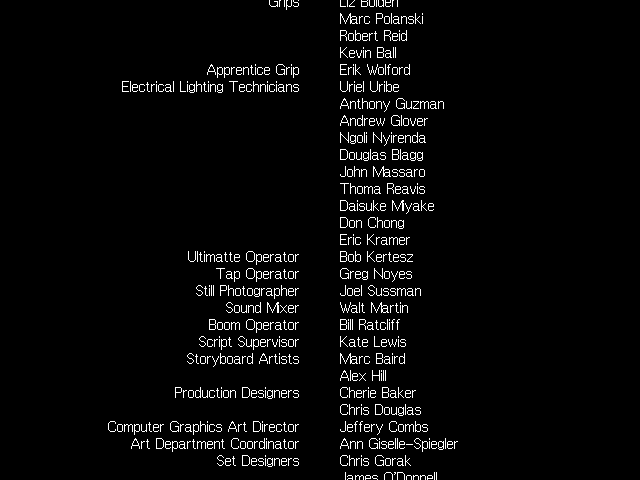 Grips Liz Bolden
Marc Polanski
Robert Reid
Kevin Ball
Apprentice Grip Erik Wolford
Electrical Lighting Technicians Uriel Uribe
Anthony Guzman
Andrew Glover
Ngoli Nyirenda
Douglas Blagg
John Massaro
Thoma Reavis
Daisuke Miyake
Don Chong
Eric Kramer
Ultimatte Operator Bob Kertesz
Tap Operator Greg Noyes
Still Photographer Joel Sussman
Sound Mixer Walt Martin
Boom Operator Bill Ratcliff
Script Supervisor Kate Lewis
Storyboard Artists Marc Baird
Alex Hill
Production Designers Cherie Baker
Chris Douglas
Computer Graphics Art Director Jeffery Combs
Art Department Coordinator Ann Giselle-Spiegler
Set Designers Chris Gorak
James O'Donnell